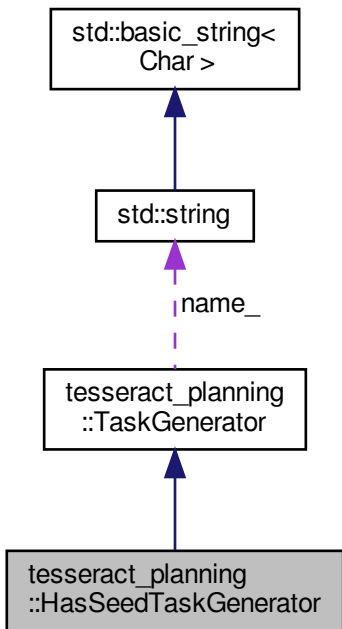 std::basic_string<
Char >
std::string
name_
tesseract_planning
::TaskGenerator
tesseract_planning
::HasSeedTaskGenerator